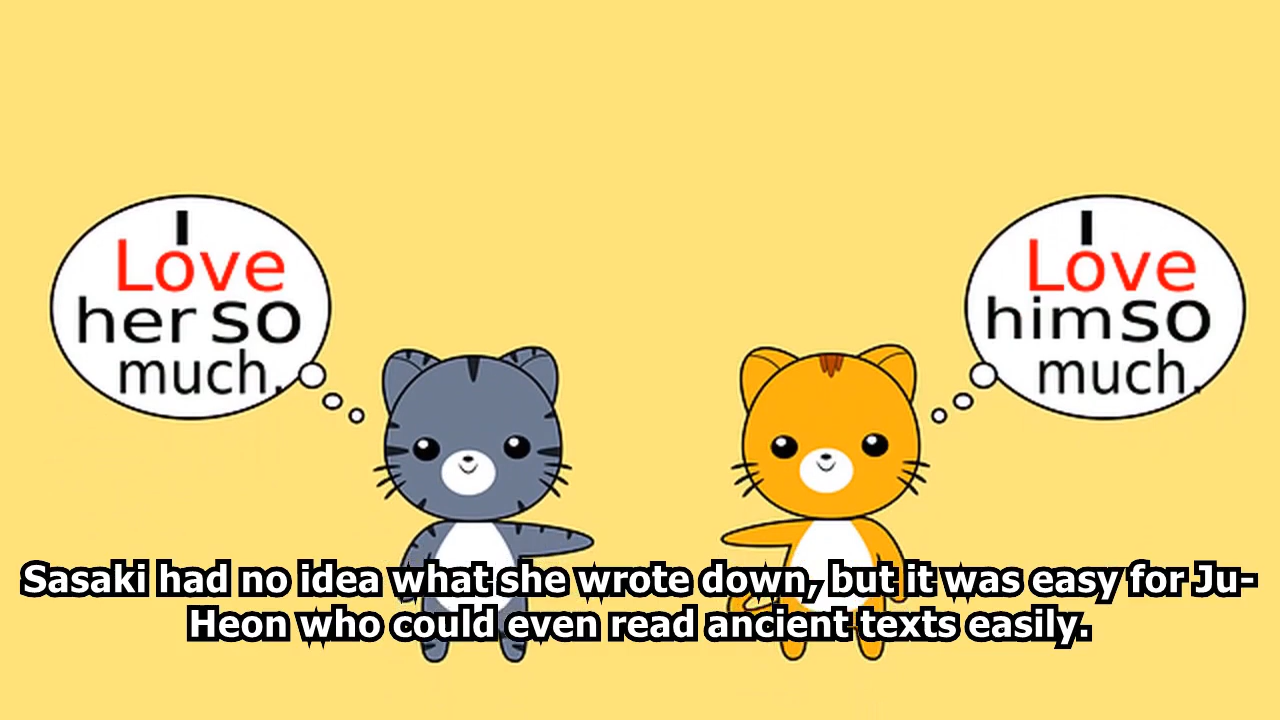 I
Love
her so
much.
I
Love
him so
much.
Sasaki had no idea what she wrote down, but it was easy for Ju-
Heon who could even read ancient texts easily.